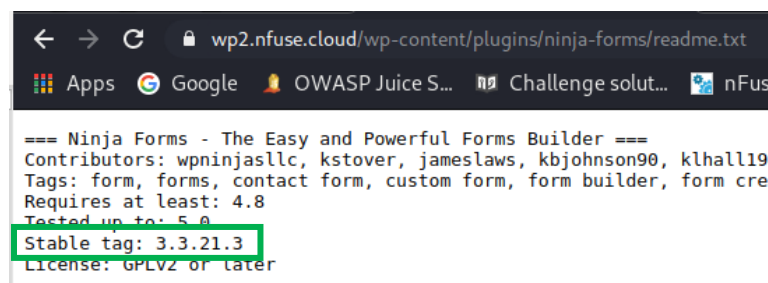 wp2.nfuse.cloud/wp-content/plugins/ninja-forms/readme.txt
Apps Google OWASP Juice S... Challenge solut... nFus
=== Ninja Forms - The Easy and Powerful Forms Builder ===
Contributors: wpninjasllc, kstover, jameslaws, kbjohnson90, klhall19
Tags: form, forms, contact form, custom form, form builder, form cre
Requires at least: 4.8
Tested up to: 5.0
Stable tag: 3.3.21.3
License: GPLv2 or later